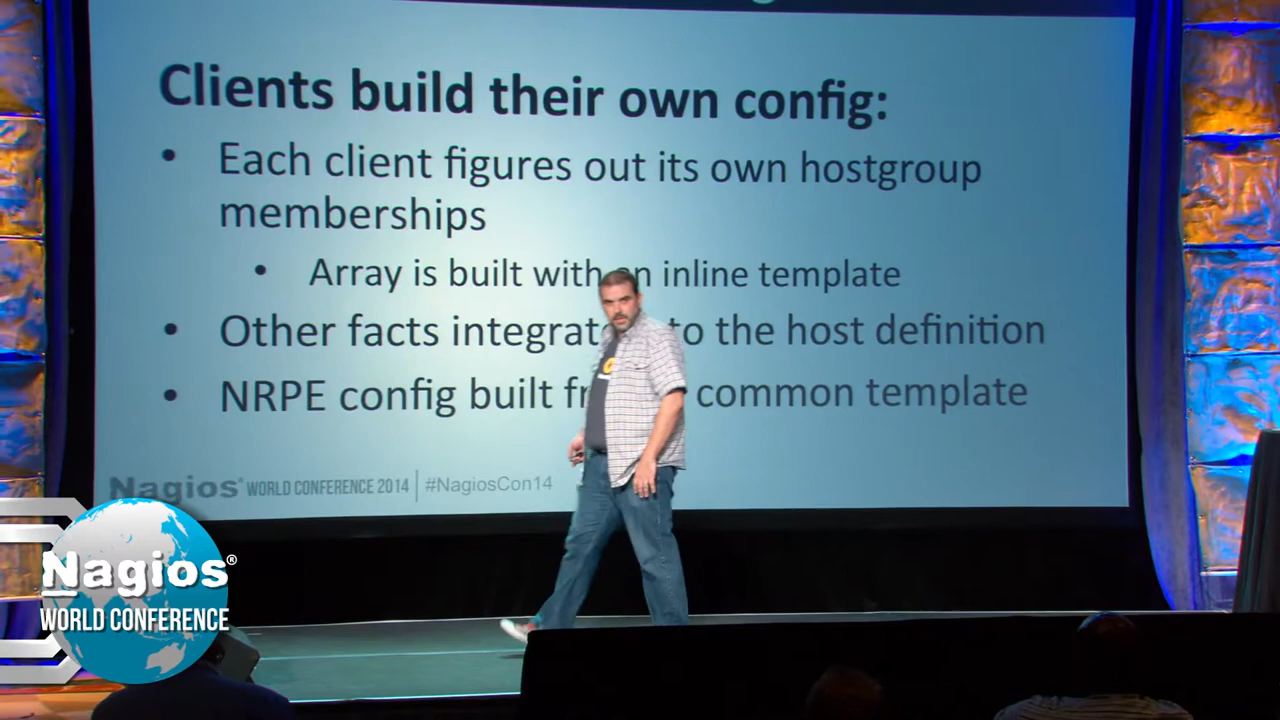 Clients build their own config:
• Each client figures out its own hostgroup
memberships
• Array is built with an inline template
• Other facts integrat to the host definition
• NRPE config built fr common template
Nagios® WORLD CONFERENCE 2014 | #NagiosCon14
Nagios®
WORLD CONFERENCE